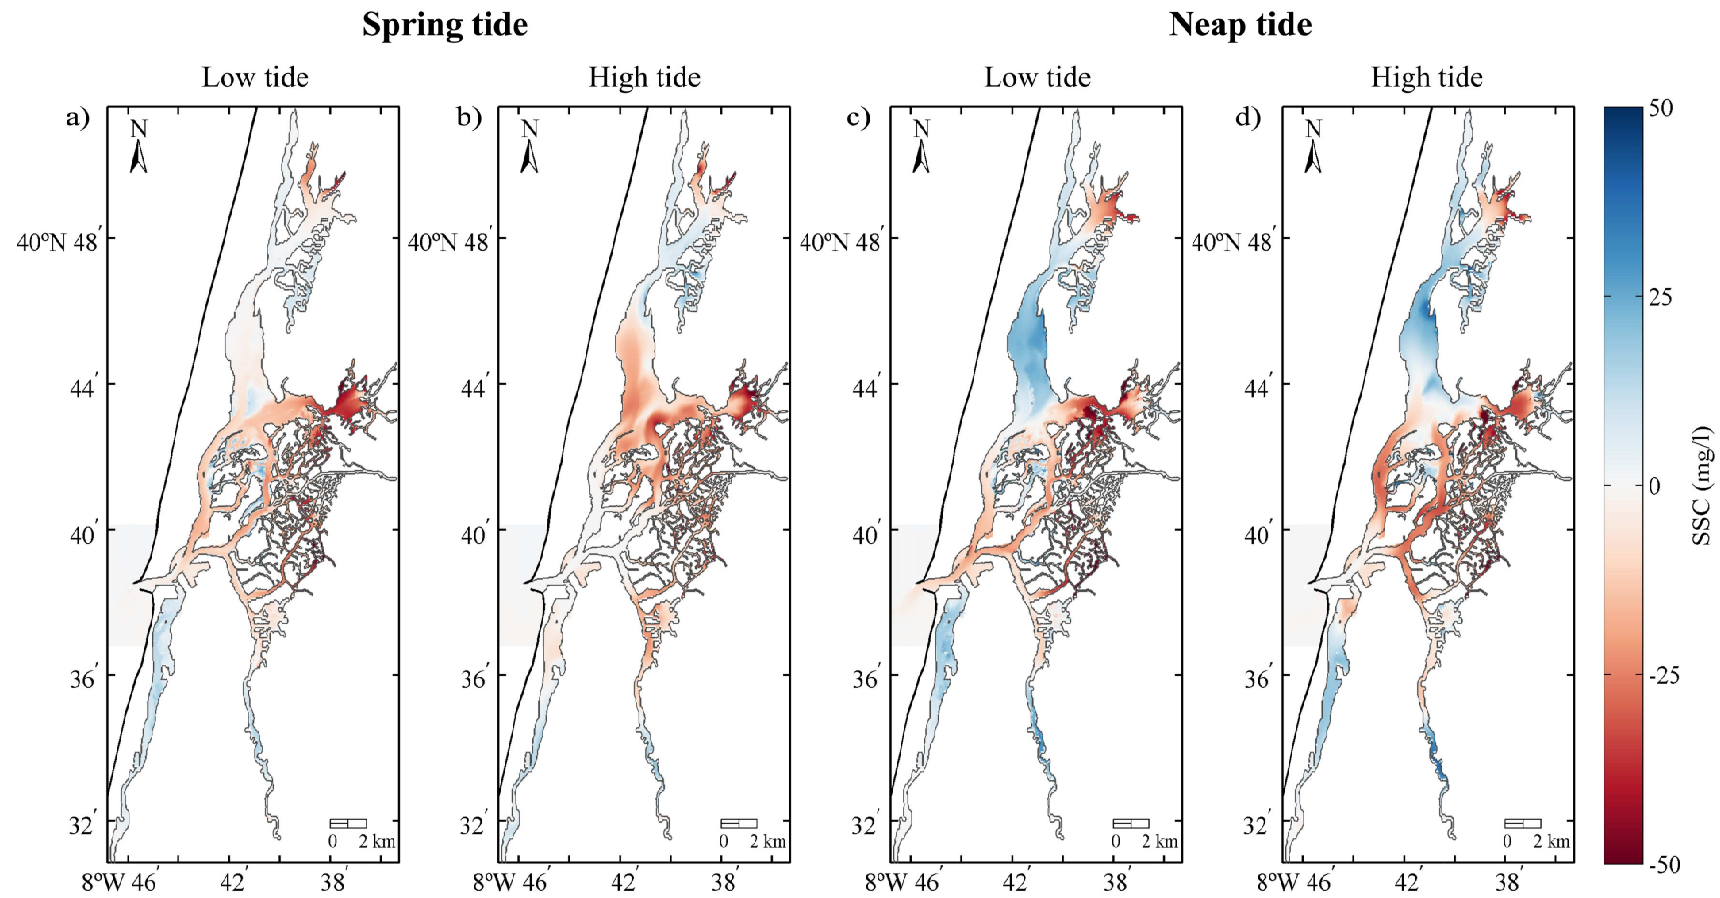 Spring tide Neap tide
Low tide High tide Low tide High tide
a) b) c) d)
N N N N
50
40ºN 48′ 40ºN 48′ 40ºN 48′ 40ºN 48′
25
44′ 44′ 44′ 44′
0
SSC (mg/l)
40′ 40′ 40′ 40′
36′ 36′ 36′ 36′
-25
32′ 32′ 32′ 32′
0 2 km 0 2 km 0 2 km 0 2 km
-50
8ºW 46′ 42′ 38′ 8ºW 46′ 42′ 38′ 8ºW 46′ 42′ 38′ 8ºW 46′ 42′ 38′